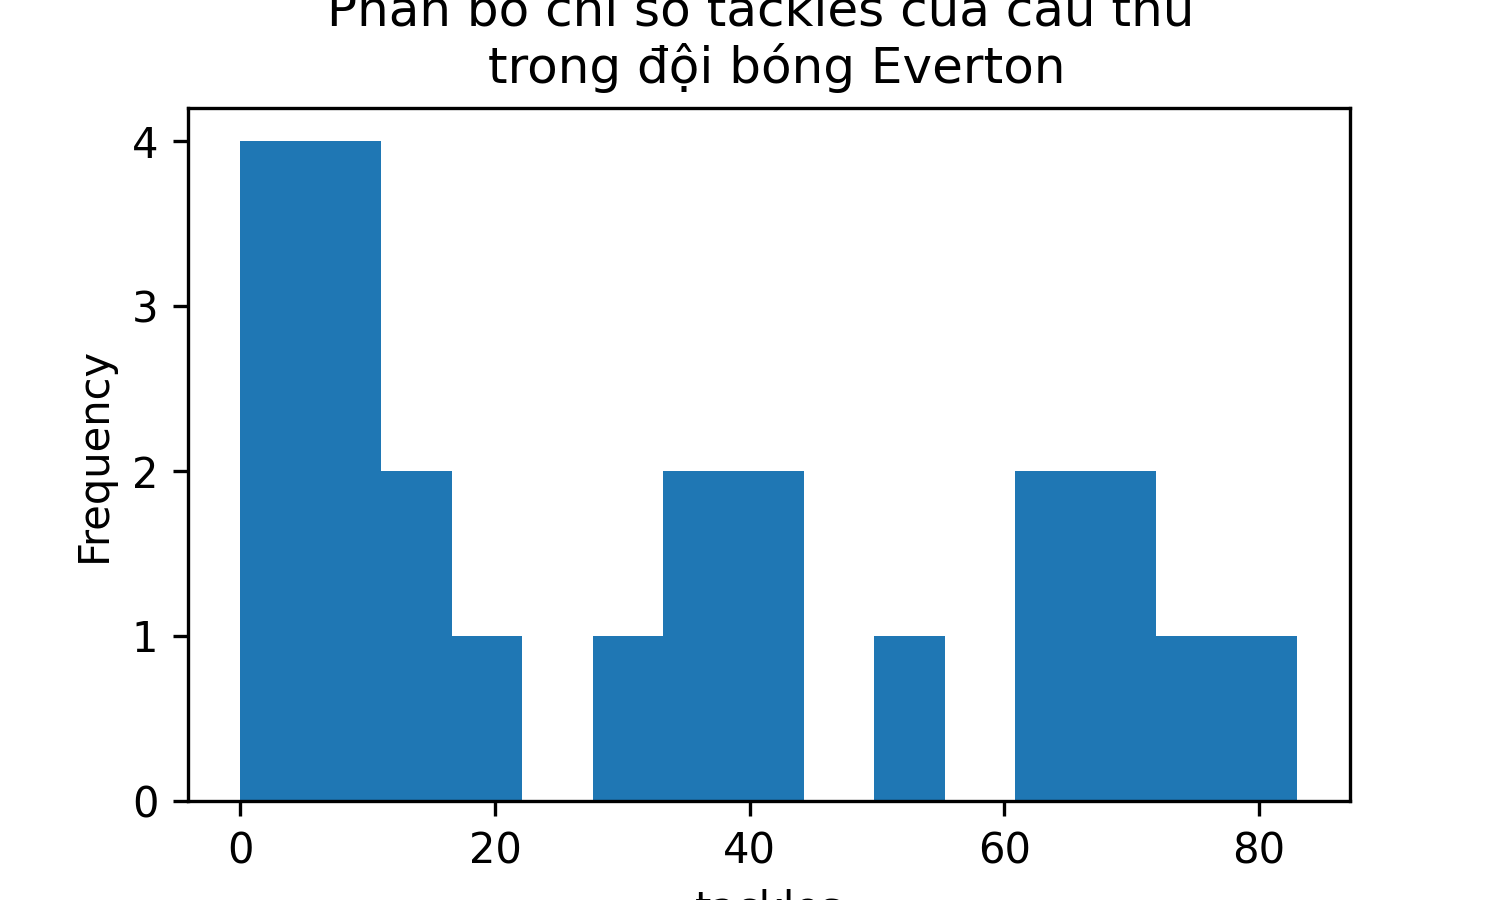 Phân bố chỉ số tackles của cầu thủ
trong đội bóng Everton
4
3
2
1
0
Frequency
0 20 40 60 80
tackles